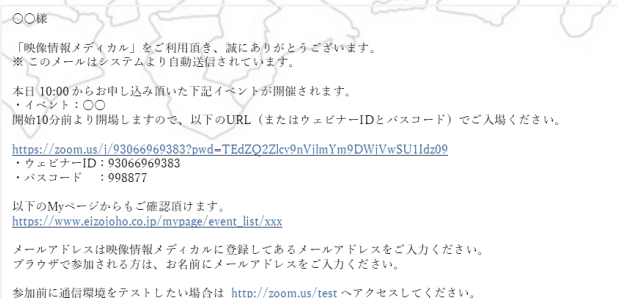 〇〇様
「映像情報メディカル」をご利用頂き、誠にありがとうございます。
※ このメールはシステムより自動送信されています。
本日 10:00 からお申し込み頂いた下記イベントが開催されます。
・イベント：〇〇
開始10分前より開場しますので、以下のURL（またはウェビナーIDとパスコード）でご入場ください。
https://zoom.us/j/93066969383?pwd=TEdZQ2Zlcy9nVjlmYm9DWjVwSU1Idz09
・ウェビナーID：93066969383
・パスコード　：998877
以下のMyページからもご確認頂けます。
https://www.eizojoho.co.jp/mypage/event_list/xxx
メールアドレスは映像情報メディカルに登録してあるメールアドレスをご入力ください。
ブラウザで参加される方は、お名前にメールアドレスをご入力ください。
参加前に通信環境をテストしたい場合は http://zoom.us/test へアクセスしてください。